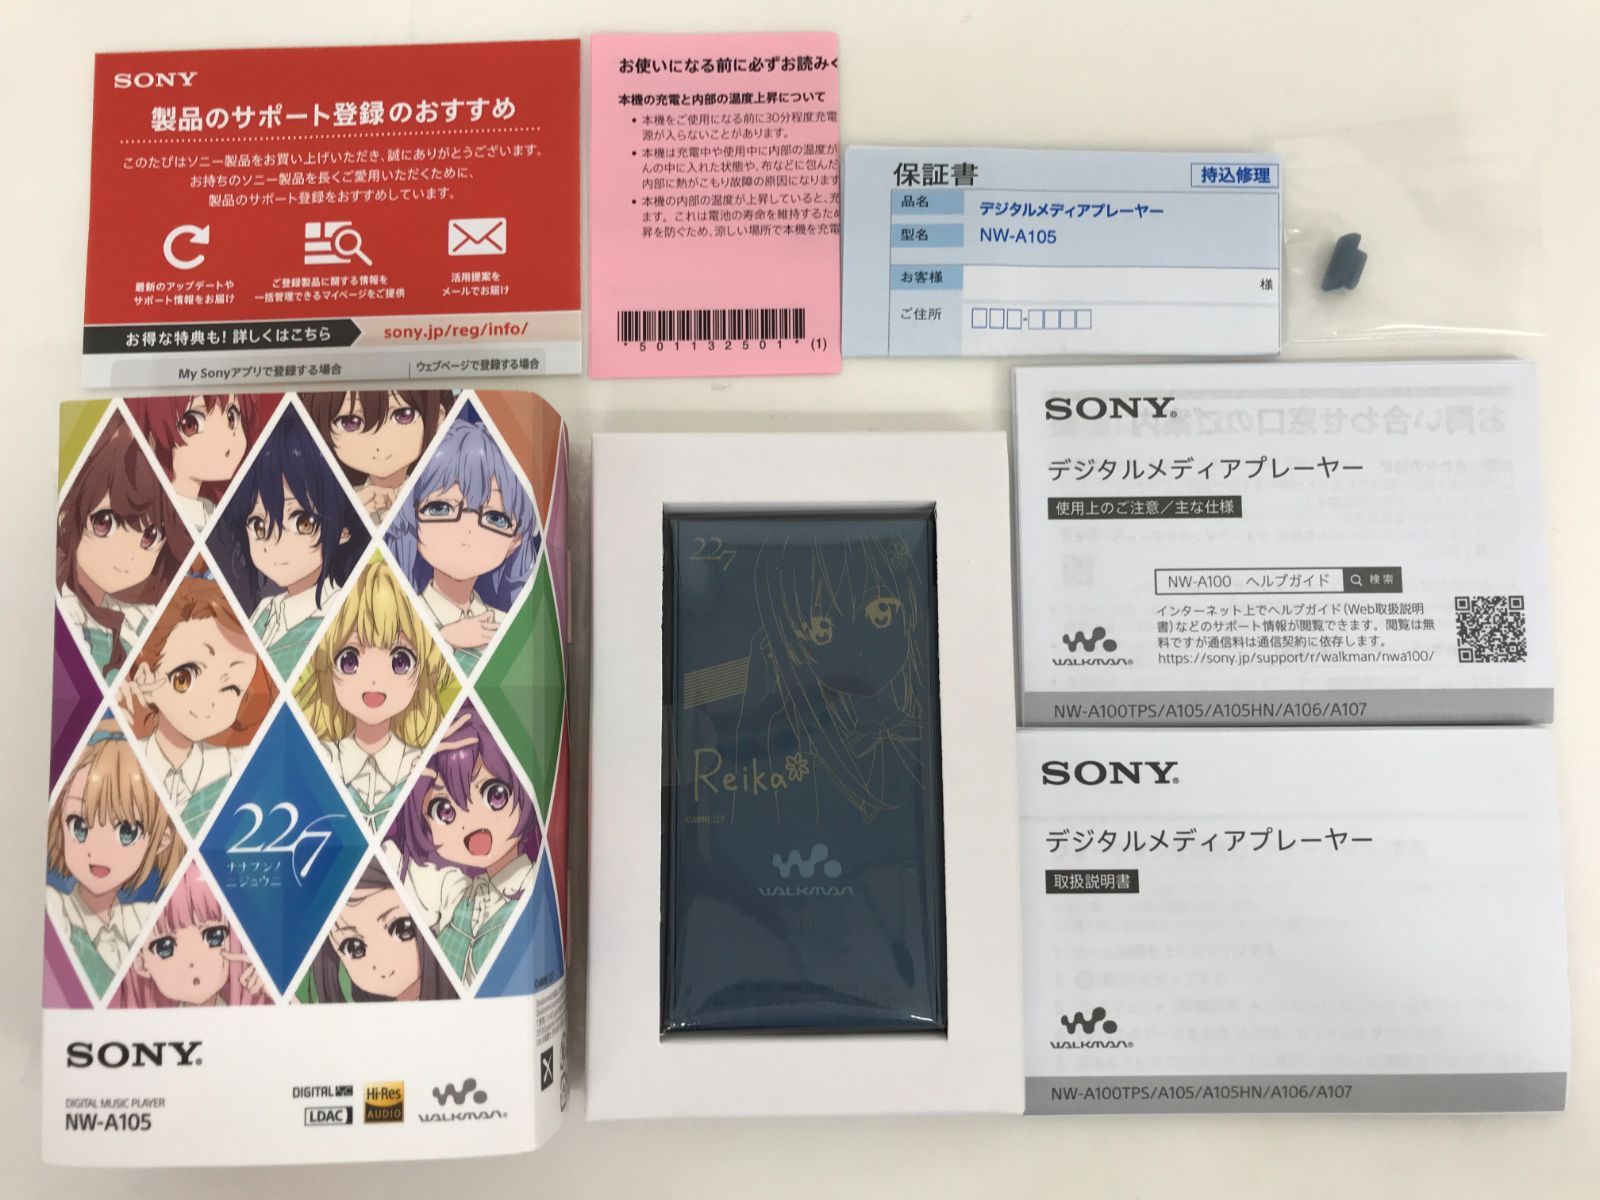 SONY
製品のサポート登録のおすすめ
このたびはソニー製品をお買い上げいただき、誠にありがとうございます。
お持ちのソニー製品を長くご愛用いただくために、
製品のサポート登録をおすすめしています。
最新のアップデートや
サポート情報をお届け
ご登録製品に関する情報を
一括管理できるマイページをご提供
活用提案を
メールでお届け
お得な特典も! 詳しくはこちら
sony.jp/reg/info/
My Sonyアプリで登録する場合
ウェブページで登録する場合
お使いになる前に必ずお読みく
本機の充電と内部の温度上昇について
• 本機をご使用になる前に30分程度充電
源が入らないことがあります。
• 本機は充電中や使用中に内部の温度が
んの中に入れた状態や、布などに包んだ
内部に熱がこもり故障の原因になります
• 本機の内部の温度が上昇していると、充
ます。これは電池の寿命を維持するため
昇を防ぐため、涼しい場所で本機を充電
*501132501*
(1)
保証書
持込修理
品名
デジタルメディアプレーヤー
型名
NW-A105
お客様
様
ご住所
SONY
デジタルメディアプレーヤー
使用上のご注意／主な仕様
NW-A100 ヘルプガイド
検索
インターネット上でヘルプガイド(Web取扱説明
書)などのサポート情報が閲覧できます。閲覧は無
料ですが通信料は通信契約に依存します。
https://sony.jp/support/r/walkman/nwa100/
WALKMAN
NW-A100TPS/A105/A105HN/A106/A107
SONY
デジタルメディアプレーヤー
取扱説明書
WALKMAN
NW-A100TPS/A105/A105HN/A106/A107
22/7
ナナブンノ
ニジュウニ
SONY
DIGITAL MUSIC PLAYER
NW-A105
DIGITAL NC
LDAC
Hi-Res
AUDIO
WALKMAN
22/7
Reika
©ANIME 22/7
WALKMAN